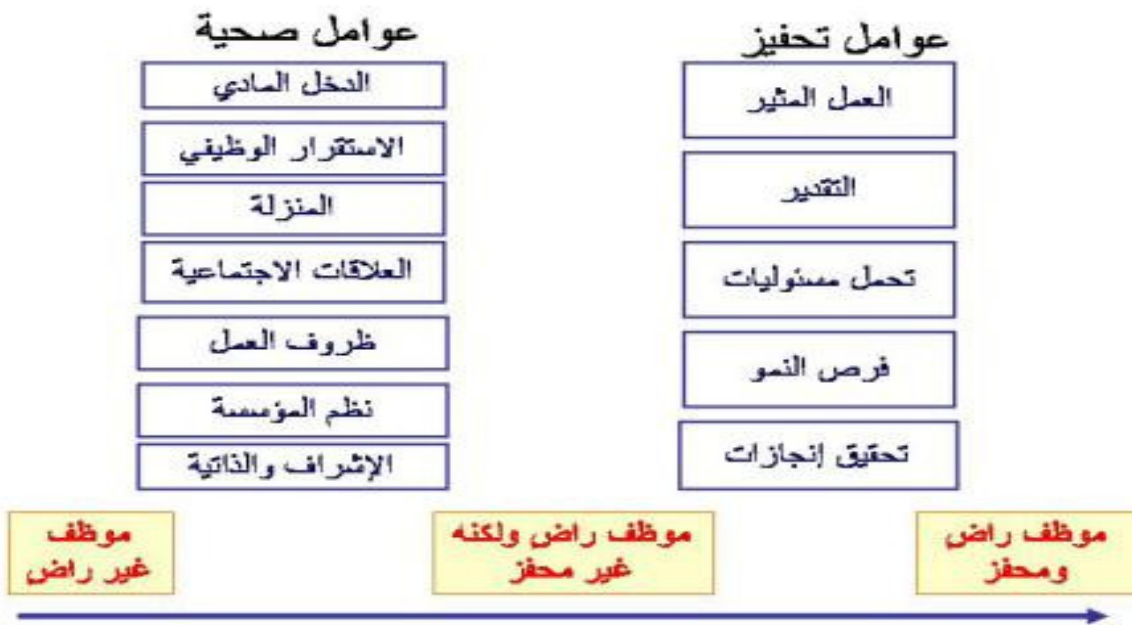 عوامل صحية
الدخل المادي
الاستقرار الوظيفي
المنزلة
العلاقات الاجتماعية
ظروف العمل
نظم المؤسسة
الإشراف والذاتية
عوامل تحفيز
العمل المثير
التقدير
تحمل مسئوليات
فرص النمو
تحقيق إنجازات
موظف
غير راض
موظف راض ولكنه
غير محفز
موظف راض
ومحفز